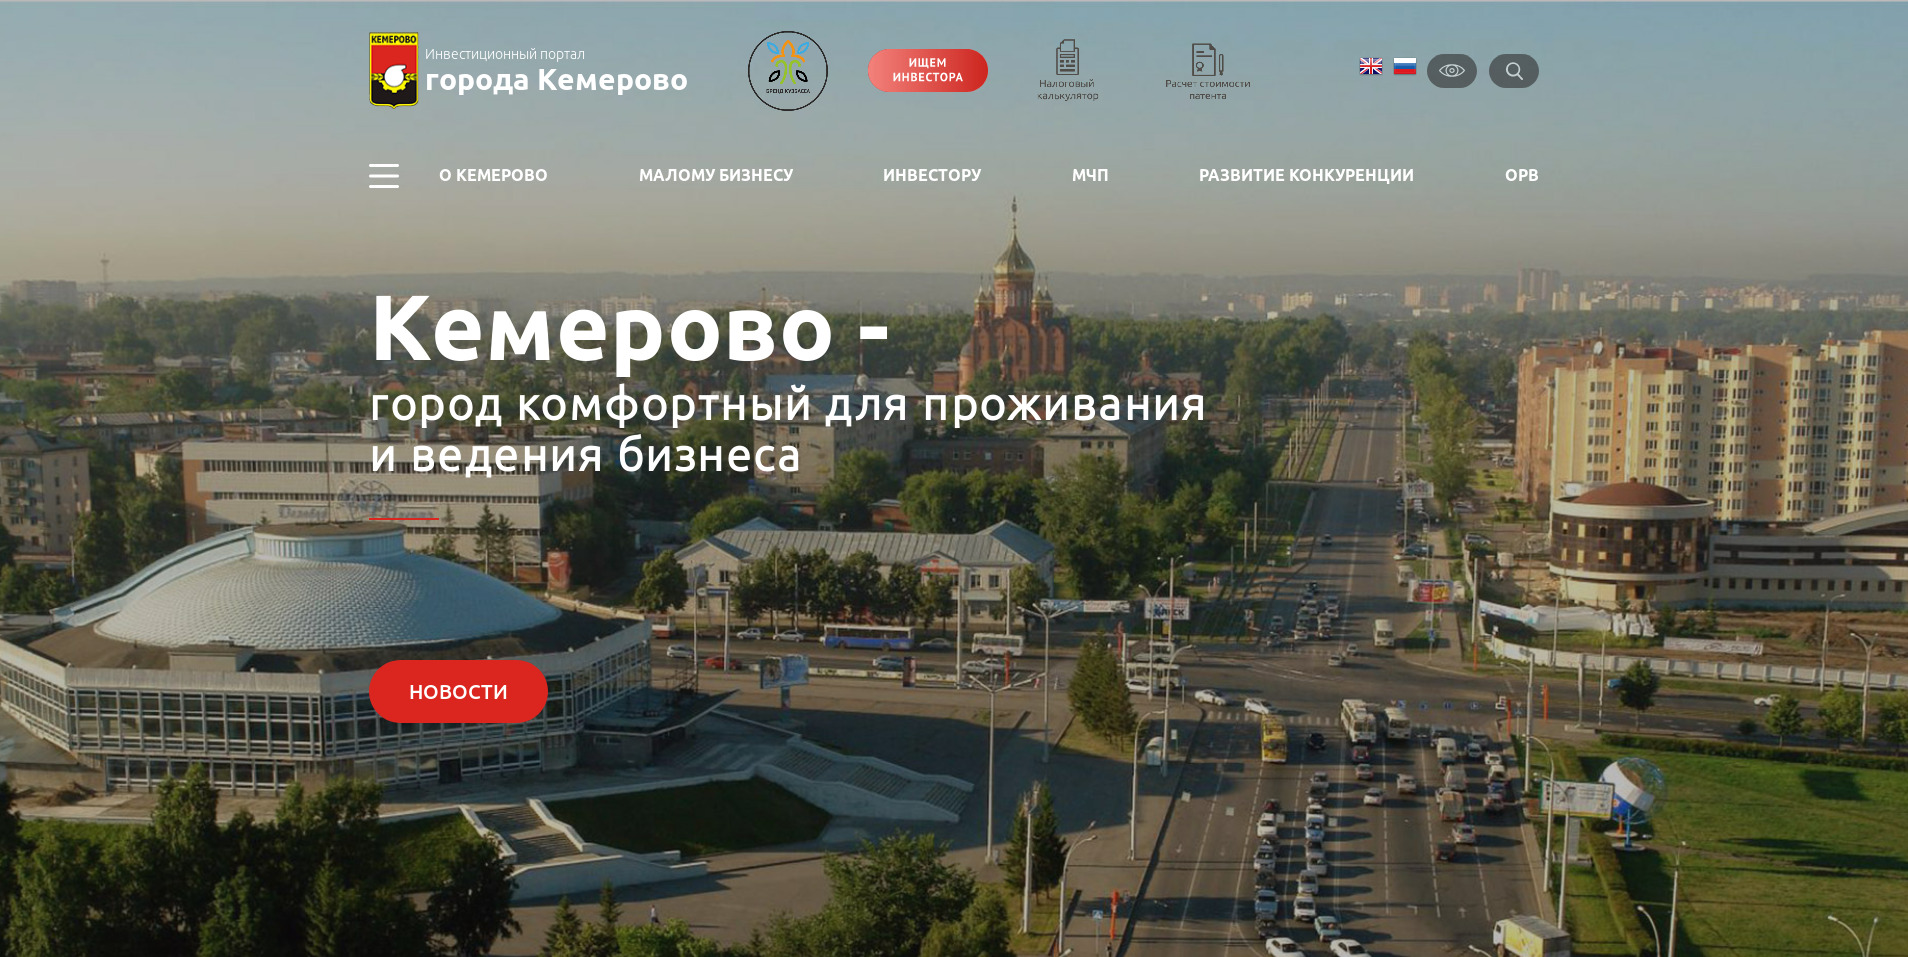 КЕМЕРОВО
Инвестиционный портал
города Кемерово
БРЕНД КУЗБАССА
ИЩЕМ
ИНВЕСТОРА
Налоговый
калькулятор
Расчет стоимости
патента
О КЕМЕРОВО
МАЛОМУ БИЗНЕСУ
ИНВЕСТОРУ
МЧП
РАЗВИТИЕ КОНКУРЕНЦИИ
ОРВ
Кемерово -
город комфортный для проживания
и ведения бизнеса
НОВОСТИ